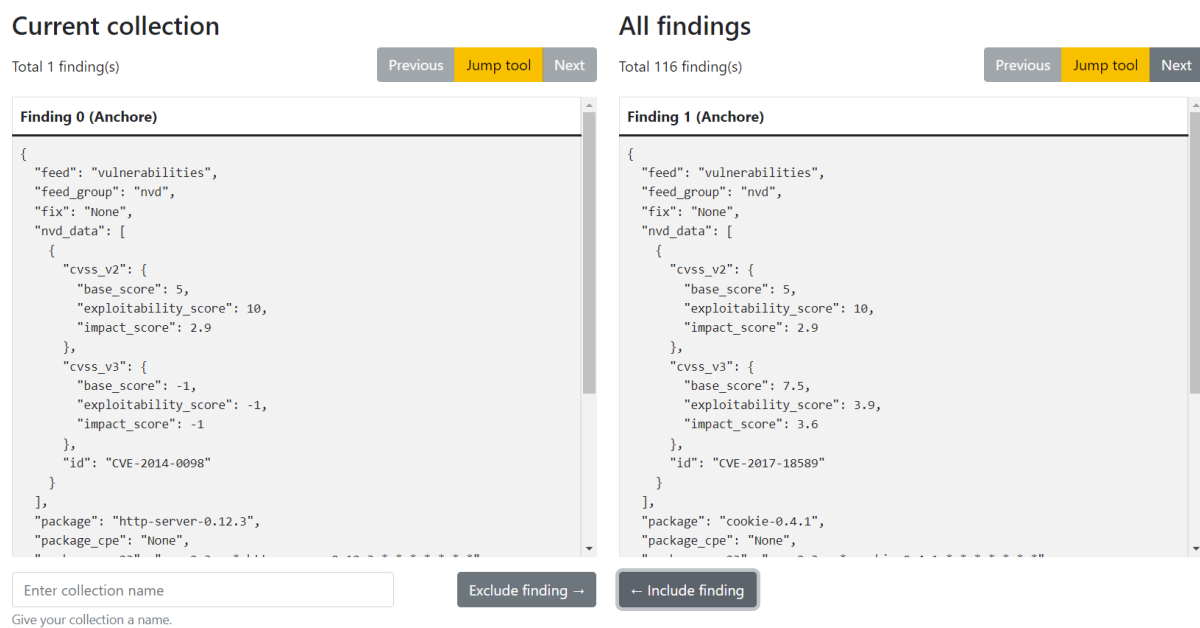 Current collection
Total 1 finding(s)
Previous
Jump tool
Next
Finding 0 (Anchore)
{
"feed": "vulnerabilities",
"feed_group": "nvd",
"fix": "None",
"nvd_data": [
{
"cvss_v2": {
"base_score": 5,
"exploitability_score": 10,
"impact_score": 2.9
},
"cvss_v3": {
"base_score": -1,
"exploitability_score": -1,
"impact_score": -1
},
"id": "CVE-2014-0098"
}
],
"package": "http-server-0.12.3",
"package_cpe": "None",
Enter collection name
Exclude finding →
Give your collection a name.
All findings
Total 116 finding(s)
Previous
Jump tool
Next
Finding 1 (Anchore)
{
"feed": "vulnerabilities",
"feed_group": "nvd",
"fix": "None",
"nvd_data": [
{
"cvss_v2": {
"base_score": 5,
"exploitability_score": 10,
"impact_score": 2.9
},
"cvss_v3": {
"base_score": 7.5,
"exploitability_score": 3.9,
"impact_score": 3.6
},
"id": "CVE-2017-18589"
}
],
"package": "cookie-0.4.1",
"package_cpe": "None",
← Include finding